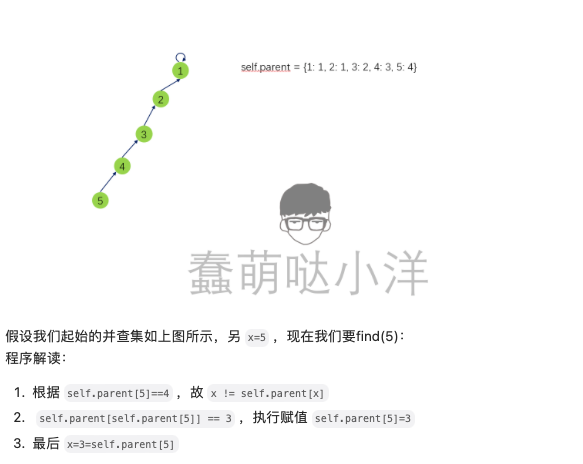 1
self.parent = {1: 1, 2: 1, 3: 2, 4: 3, 5: 4}
2
3
4
5
蠢萌哒小洋
假设我们起始的并查集如上图所示，另 x=5 ，现在我们要find(5)：
程序解读：
1. 根据 self.parent[5]==4 ，故 x != self.parent[x]
2. self.parent[self.parent[5]] == 3 ，执行赋值 self.parent[5]=3
3. 最后 x=3=self.parent[5]